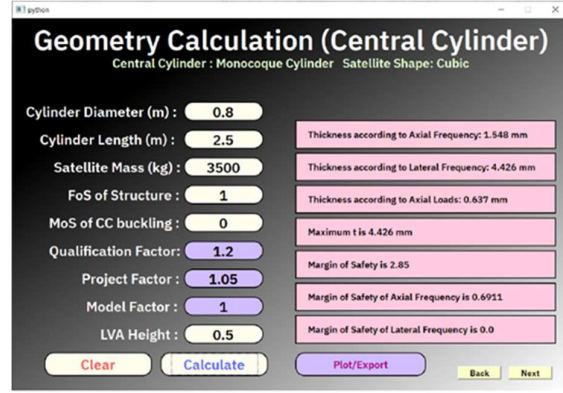 python
Geometry Calculation (Central Cylinder)
Central Cylinder : Monocoque Cylinder Satellite Shape: Cubic
Cylinder Diameter (m) : 0.8
Cylinder Length (m) : 2.5
Satellite Mass (kg) : 3500
FoS of Structure : 1
MoS of CC buckling : 0
Qualification Factor: 1.2
Project Factor : 1.05
Model Factor : 1
LVA Height : 0.5
Thickness according to Axial Frequency: 1.548 mm
Thickness according to Lateral Frequency: 4.426 mm
Thickness according to Axial Loads: 0.637 mm
Maximum t is 4.426 mm
Margin of Safety is 2.85
Margin of Safety of Axial Frequency is 0.6911
Margin of Safety of Lateral Frequency is 0.0
Clear Calculate Plot/Export Back Next